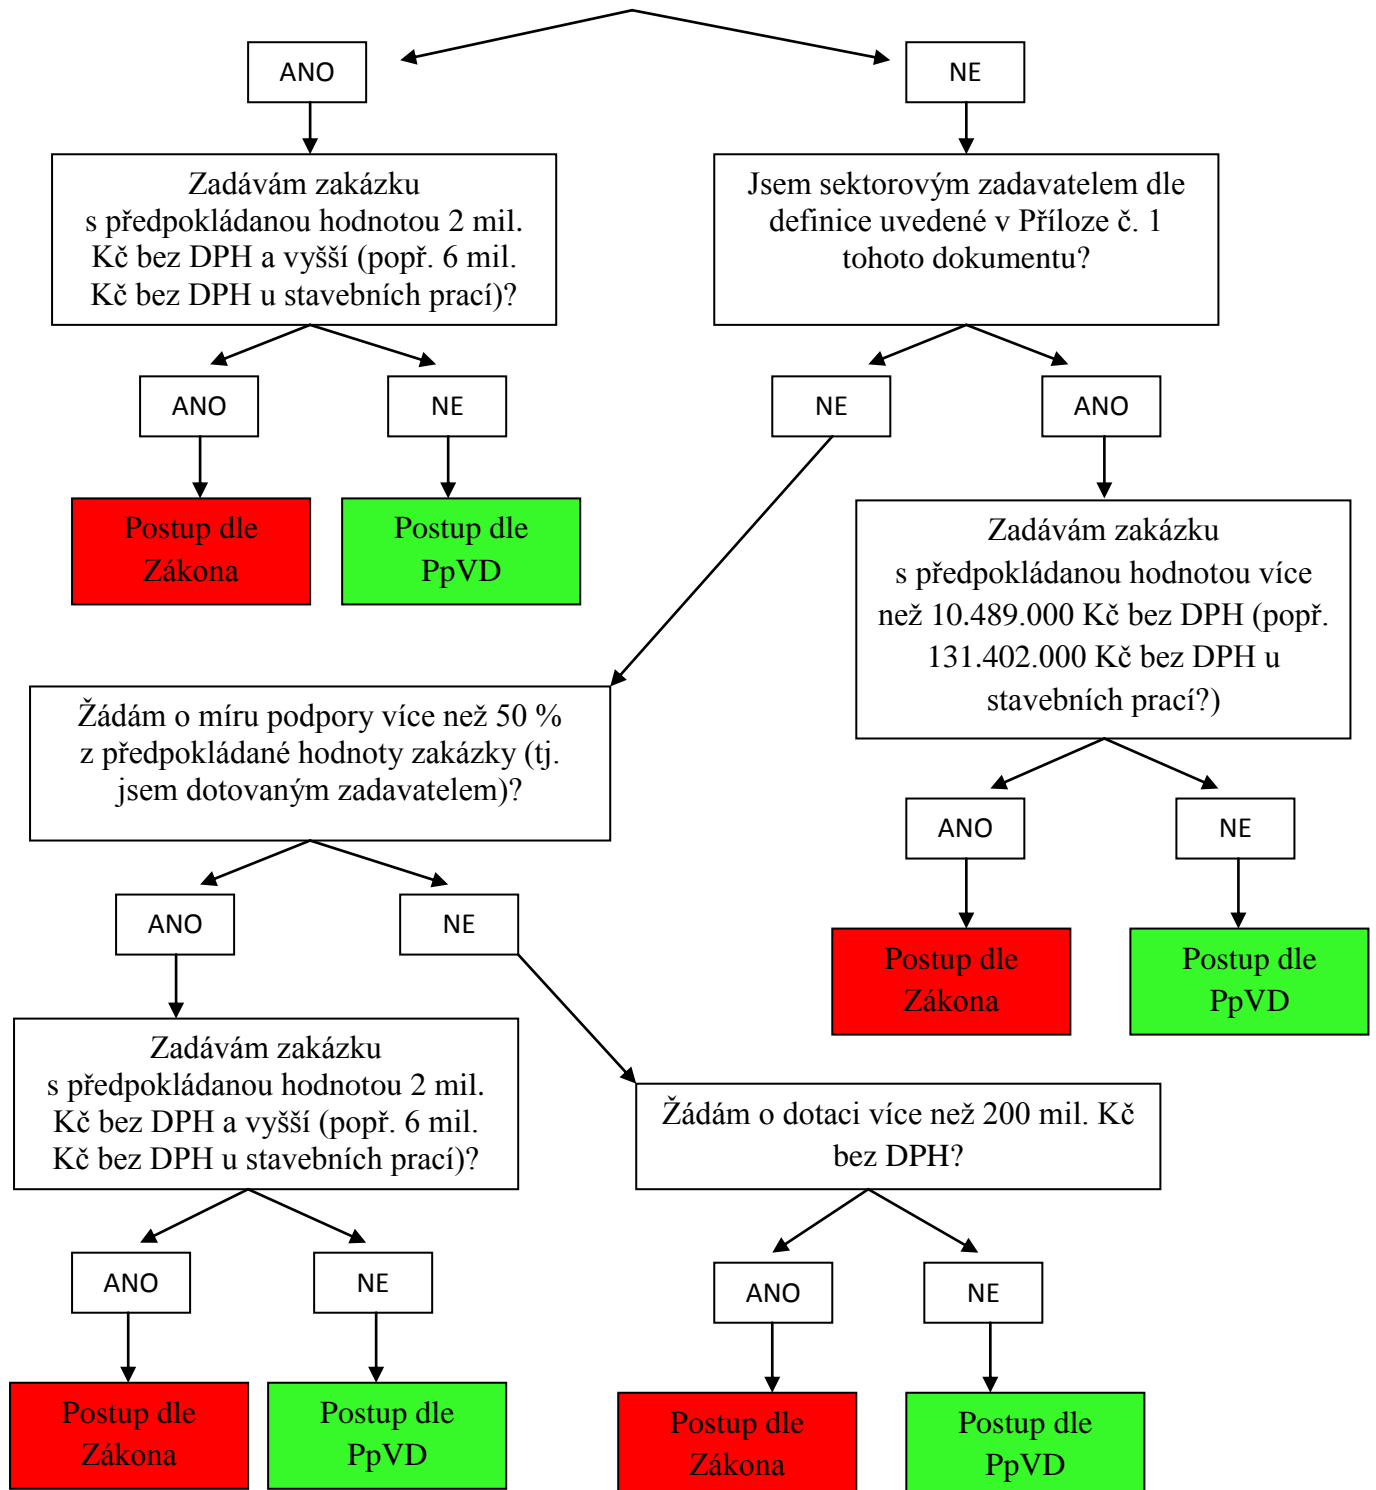 ANO
NE
Zadávám zakázku
s předpokládanou hodnotou 2 mil.
Kč bez DPH a vyšší (popř. 6 mil.
Kč bez DPH u stavebních prací)?
Jsem sektorovým zadavatelem dle
definice uvedené v Příloze č. 1
tohoto dokumentu?
ANO
NE
NE
ANO
Postup dle
Zákona
Postup dle
PpVD
Zadávám zakázku
s předpokládanou hodnotou více
než 10.489.000 Kč bez DPH (popř.
131.402.000 Kč bez DPH u
stavebních prací?)
Žádám o míru podpory více než 50 %
z předpokládané hodnoty zakázky (tj.
jsem dotovaným zadavatelem)?
ANO
NE
ANO
NE
Postup dle
Zákona
Postup dle
PpVD
Zadávám zakázku
s předpokládanou hodnotou 2 mil.
Kč bez DPH a vyšší (popř. 6 mil.
Kč bez DPH u stavebních prací)?
Žádám o dotaci více než 200 mil. Kč
bez DPH?
ANO
NE
ANO
NE
Postup dle
Zákona
Postup dle
PpVD
Postup dle
Zákona
Postup dle
PpVD